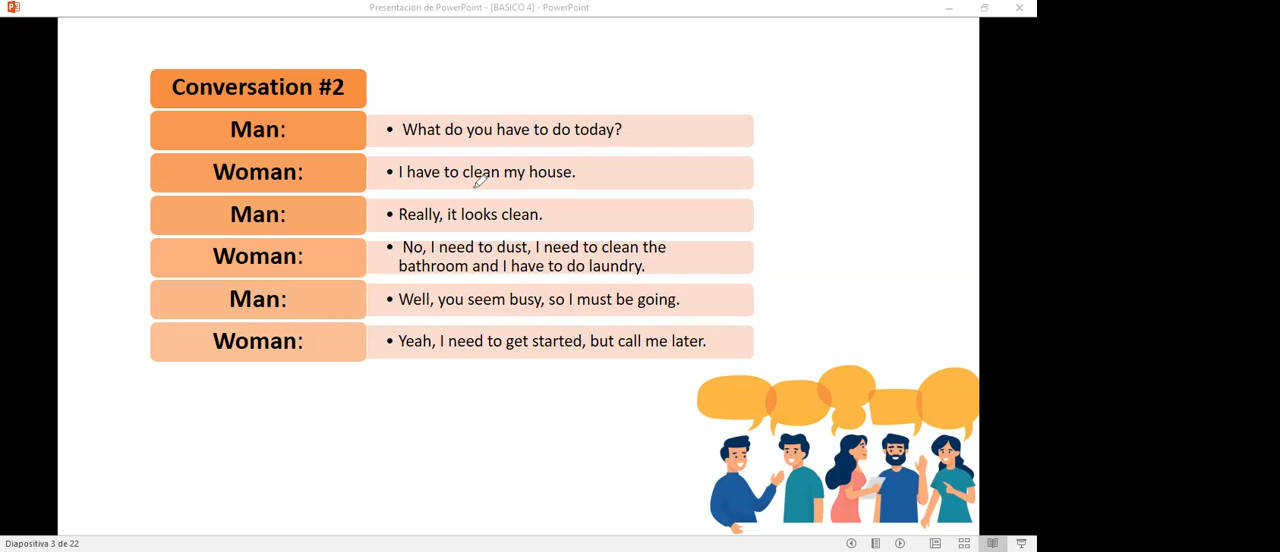 Presentación de PowerPoint - [BASICO 4] - PowerPoint
Conversation #2
Man:
• What do you have to do today?
Woman:
• I have to clean my house.
Man:
• Really, it looks clean.
Woman:
• No, I need to dust, I need to clean the
bathroom and I have to do laundry.
Man:
• Well, you seem busy, so I must be going.
Woman:
• Yeah, I need to get started, but call me later.
Diapositiva 3 de 22